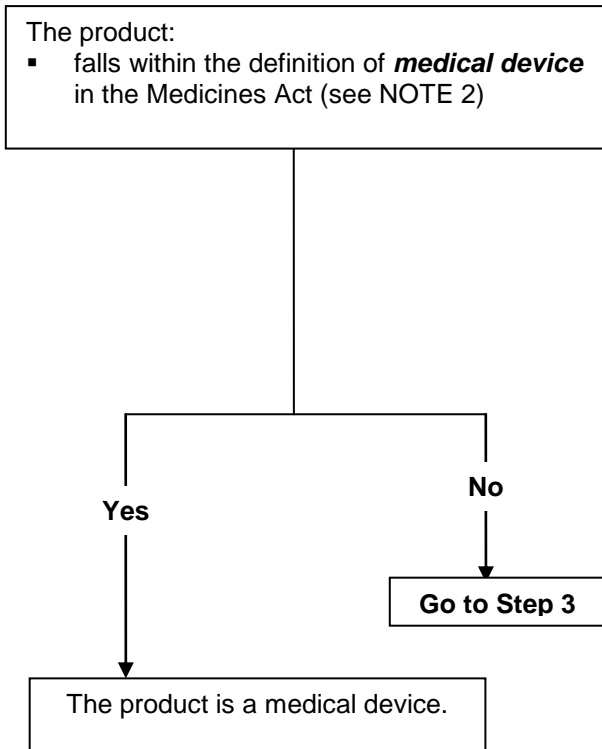 The product:
▪ falls within the definition of medical device
in the Medicines Act (see NOTE 2)
Yes
No
Go to Step 3
The product is a medical device.